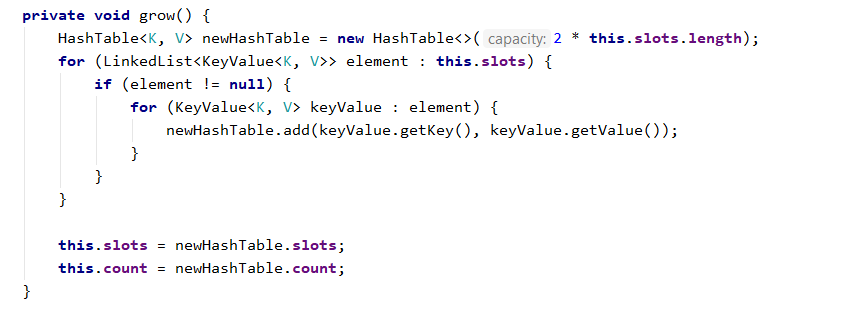 private void grow() {
    HashTable<K, V> newHashTable = new HashTable<>( capacity: 2 * this.slots.length);
    for (LinkedList<KeyValue<K, V>> element : this.slots) {
        if (element != null) {
            for (KeyValue<K, V> keyValue : element) {
                newHashTable.add(keyValue.getKey(), keyValue.getValue());
            }
        }
    }
    this.slots = newHashTable.slots;
    this.count = newHashTable.count;
}